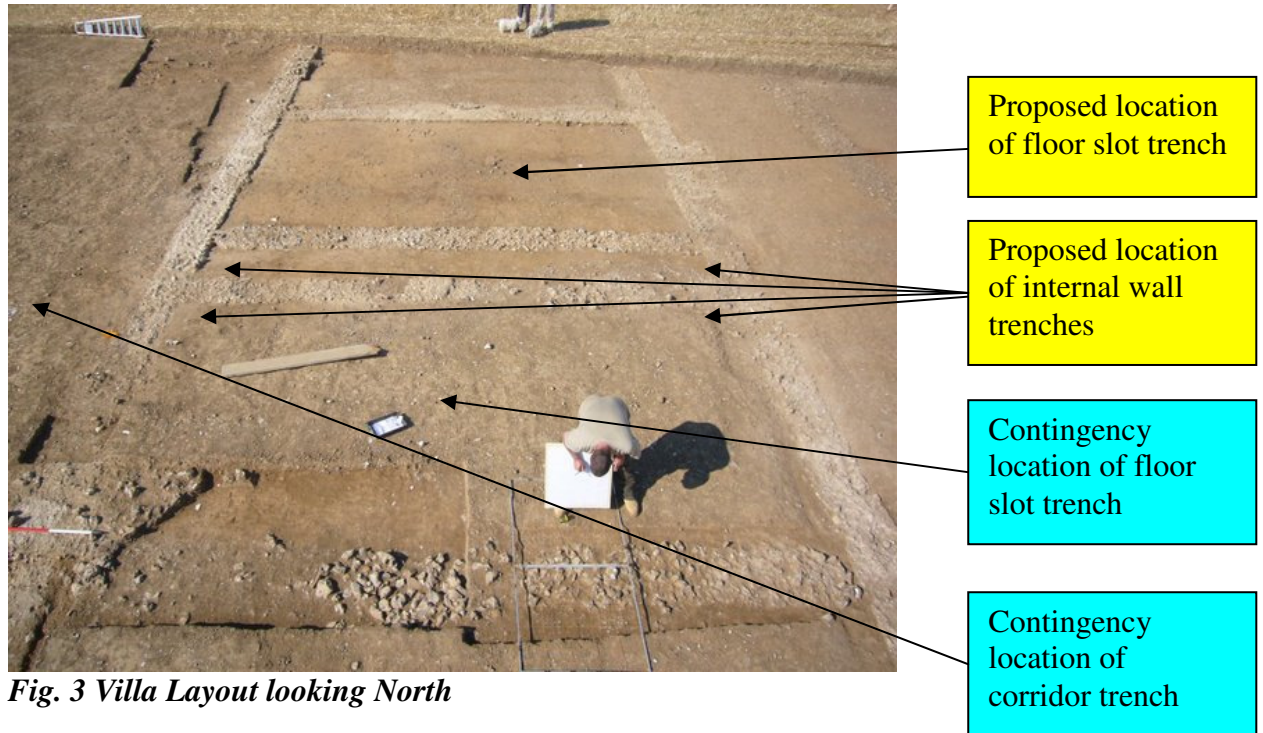 Proposed location
of floor slot trench
Proposed location
of internal wall
trenches
Contingency
location of floor
slot trench
Contingency
location of
corridor trench
Fig. 3 Villa Layout looking North